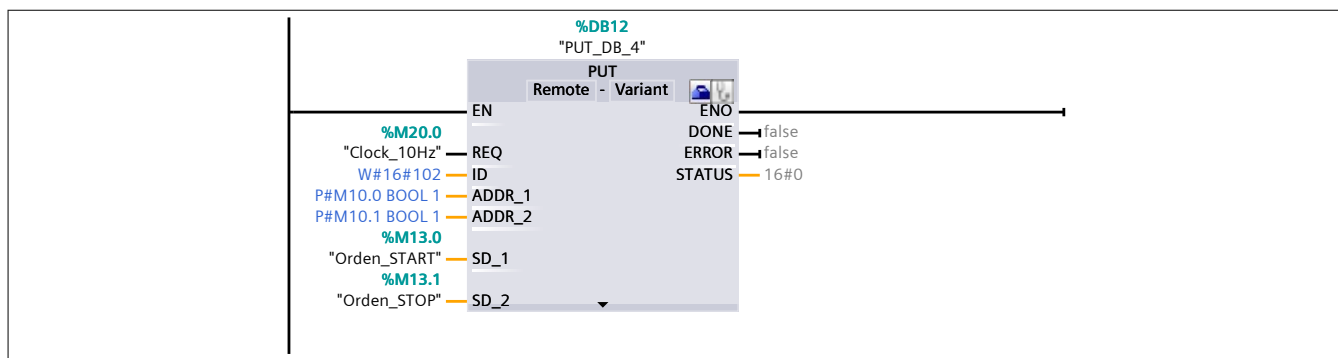 %DB12
"PUT_DB_4"
PUT
Remote - Variant
EN ENO
%M20.0 DONE false
"Clock_10Hz" REQ ERROR false
W#16#102 ID STATUS 16#0
P#M10.0 BOOL 1 ADDR_1
P#M10.1 BOOL 1 ADDR_2
%M13.0
"Orden_START" SD_1
%M13.1
"Orden_STOP" SD_2